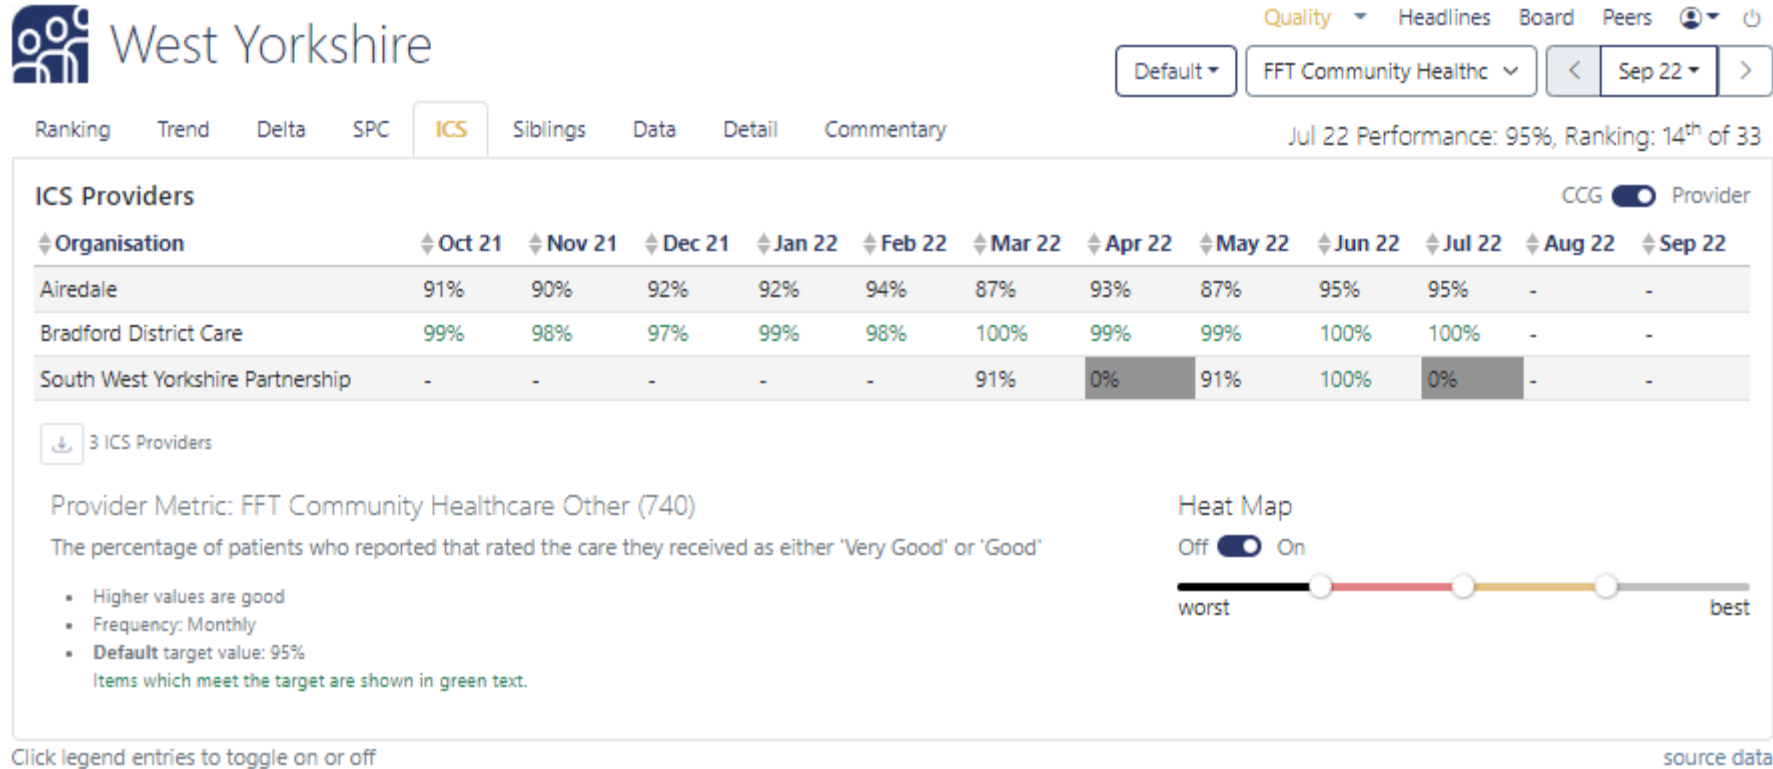 West Yorkshire
Quality Headlines Board Peers
Default FFT Community Healthc Sep 22
Ranking Trend Delta SPC ICS Siblings Data Detail Commentary
Jul 22 Performance: 95%, Ranking: 14th of 33
ICS Providers
CCG Provider
Organisation Oct 21 Nov 21 Dec 21 Jan 22 Feb 22 Mar 22 Apr 22 May 22 Jun 22 Jul 22 Aug 22 Sep 22
Airedale 91% 90% 92% 92% 94% 87% 93% 87% 95% 95% - -
Bradford District Care 99% 98% 97% 99% 98% 100% 99% 99% 100% 100% - -
South West Yorkshire Partnership - - - - - 91% 0% 91% 100% 0% - -
3 ICS Providers
Provider Metric: FFT Community Healthcare Other (740)
The percentage of patients who reported that rated the care they received as either 'Very Good' or 'Good'
• Higher values are good
• Frequency: Monthly
• Default target value: 95%
Items which meet the target are shown in green text.
Heat Map
Off On
worst best
Click legend entries to toggle on or off
source data